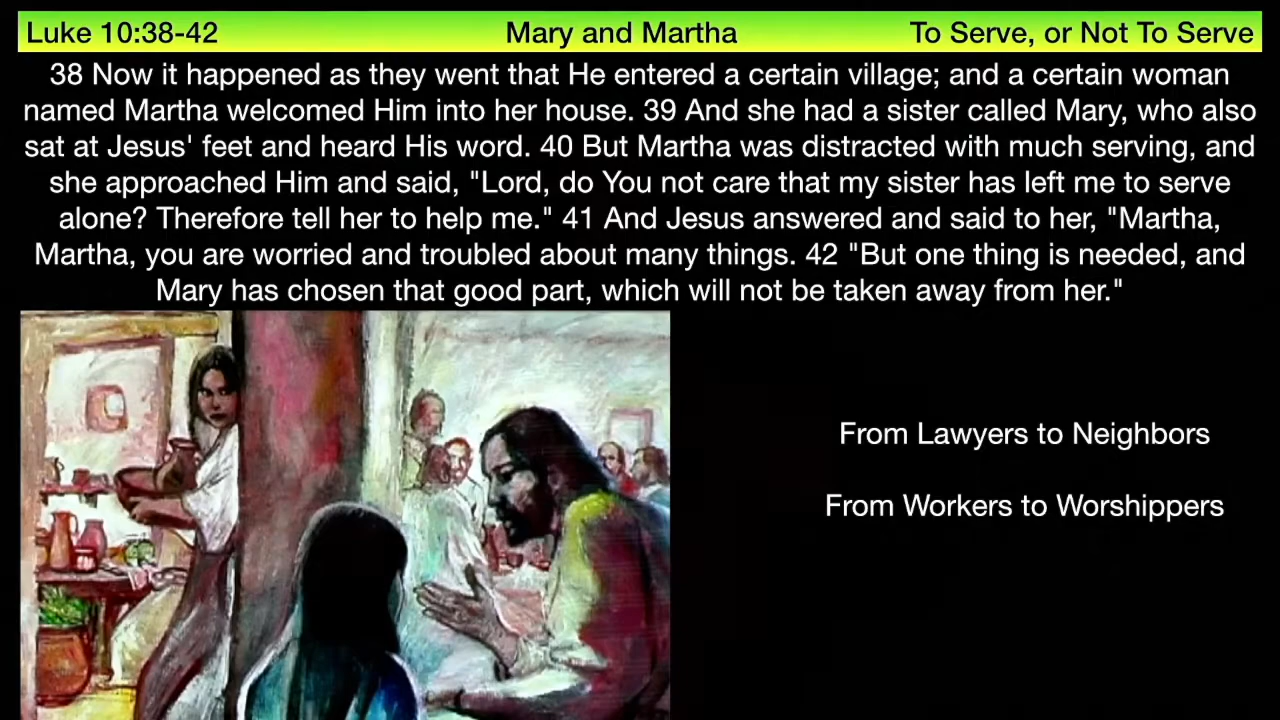 Luke 10:38-42 Mary and Martha To Serve, or Not To Serve
38 Now it happened as they went that He entered a certain village; and a certain woman
named Martha welcomed Him into her house. 39 And she had a sister called Mary, who also
sat at Jesus' feet and heard His word. 40 But Martha was distracted with much serving, and
she approached Him and said, "Lord, do You not care that my sister has left me to serve
alone? Therefore tell her to help me." 41 And Jesus answered and said to her, "Martha,
Martha, you are worried and troubled about many things. 42 "But one thing is needed, and
Mary has chosen that good part, which will not be taken away from her."
From Lawyers to Neighbors
From Workers to Worshippers